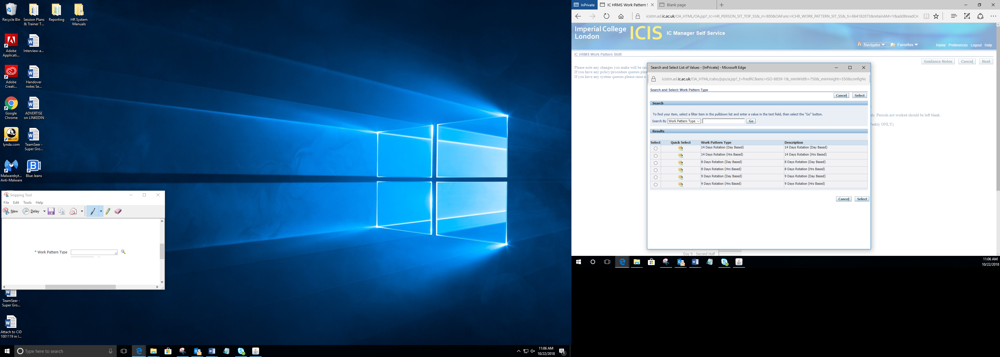 Recycle Bin
Session Plans
& Trainer T...
Reporting
HR System
Manuals
Adobe
Applicati...
Interview-a...
Adobe
Creati...
Handover
notes Se...
Google
Chrome
ADVERTISE
on LINKEDIN
lynda.com
TeamSeer -
Super Gro...
Malwarebyt...
Anti-Malware
Blue Jeans
Snipping Tool
File Edit Tools Help
New Delay
* Work Pattern Type
TeamSeer -
Super Gro...
Attach to CID
1001119 in I...
Type here to search
11:06 AM
10/22/2018
InPrivate
IC HRMS Work Pattern S
Blank page
icistrn.ad.ic.ac.uk/OA_HTML/OA.jsp?_rc=HR_PERSON_SIT_TOP_SS&_ri=800&OAFunc=ICHR_WORK_PATTERN_SIT_SS&_ti=864182073&retainAM=Y&addBreadCr
Imperial College
London
ICIS
IC Manager Self Service
Navigator Favorites Home Preferences Logout Help
IC HRMS Work Pattern Shift
Guidance Notes Cancel Next
Please note any changes you make will be sav
If you have any policy/procedure queries plea
If you have any system queries please raise a
als. Periods not worked should be left blank.
Weekly ONLY)
Day 9 - Second Half
Search and Select List of Values - [InPrivate] - Microsoft Edge
icistrn.ad.ic.ac.uk/OA_HTML/cabo/jsps/a.jsp?_t=fredRC&enc=ISO-8859-1&_minWidth=750&_minHeight=550&configNa
Search and Select: Work Pattern Type
Cancel Select
Search
To find your item, select a filter item in the pulldown list and enter a value in the text field, then select the "Go" button.
Search By Work Pattern Type Go
Results
Select Quick Select Work Pattern Type Description
14 Days Rotation (Day Based) 14 Days Rotation (Day Based)
14 Days Rotation (Hrs Based) 14 Days Rotation (Hrs Based)
8 Days Rotation (Day Based) 8 Days Rotation (Day Based)
8 Days Rotation (Hrs Based) 8 Days Rotation (Hrs Based)
9 Days Rotation (Day Based) 9 Days Rotation (Day Based)
9 Days Rotation (Hrs Based) 9 Days Rotation (Hrs Based)
Cancel Select
11:06 AM
10/22/2018